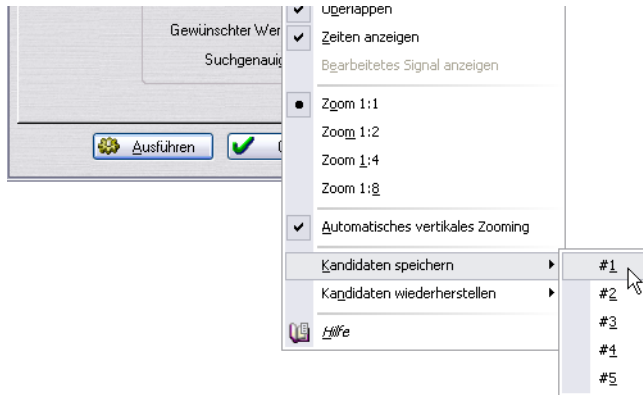 Überlappen
Gewünschter Wer
Zeiten anzeigen
Suchgenauig
Bearbeitetes Signal anzeigen
Zoom 1:1
Zoom 1:2
Ausführen
Zoom 1:4
Zoom 1:8
Automatisches vertikales Zooming
Kandidaten speichern
#1
Kandidaten wiederherstellen
#2
Hilfe
#3
#4
#5